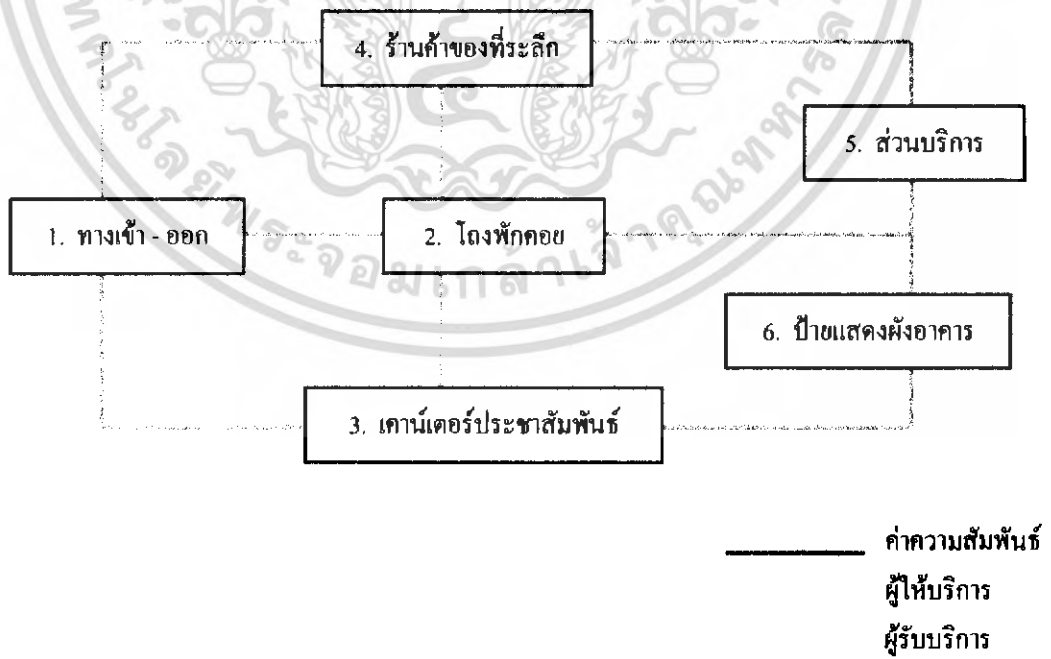 4. ร้านค้าของที่ระลึก
5. ส่วนบริการ
1. ทางเข้า - ออก
2. โถงพักคอย
6. ป้ายแสดงผังอาคาร
3. เคาน์เตอร์ประชาสัมพันธ์
ค่าความสัมพันธ์
ผู้ให้บริการ
ผู้รับบริการ